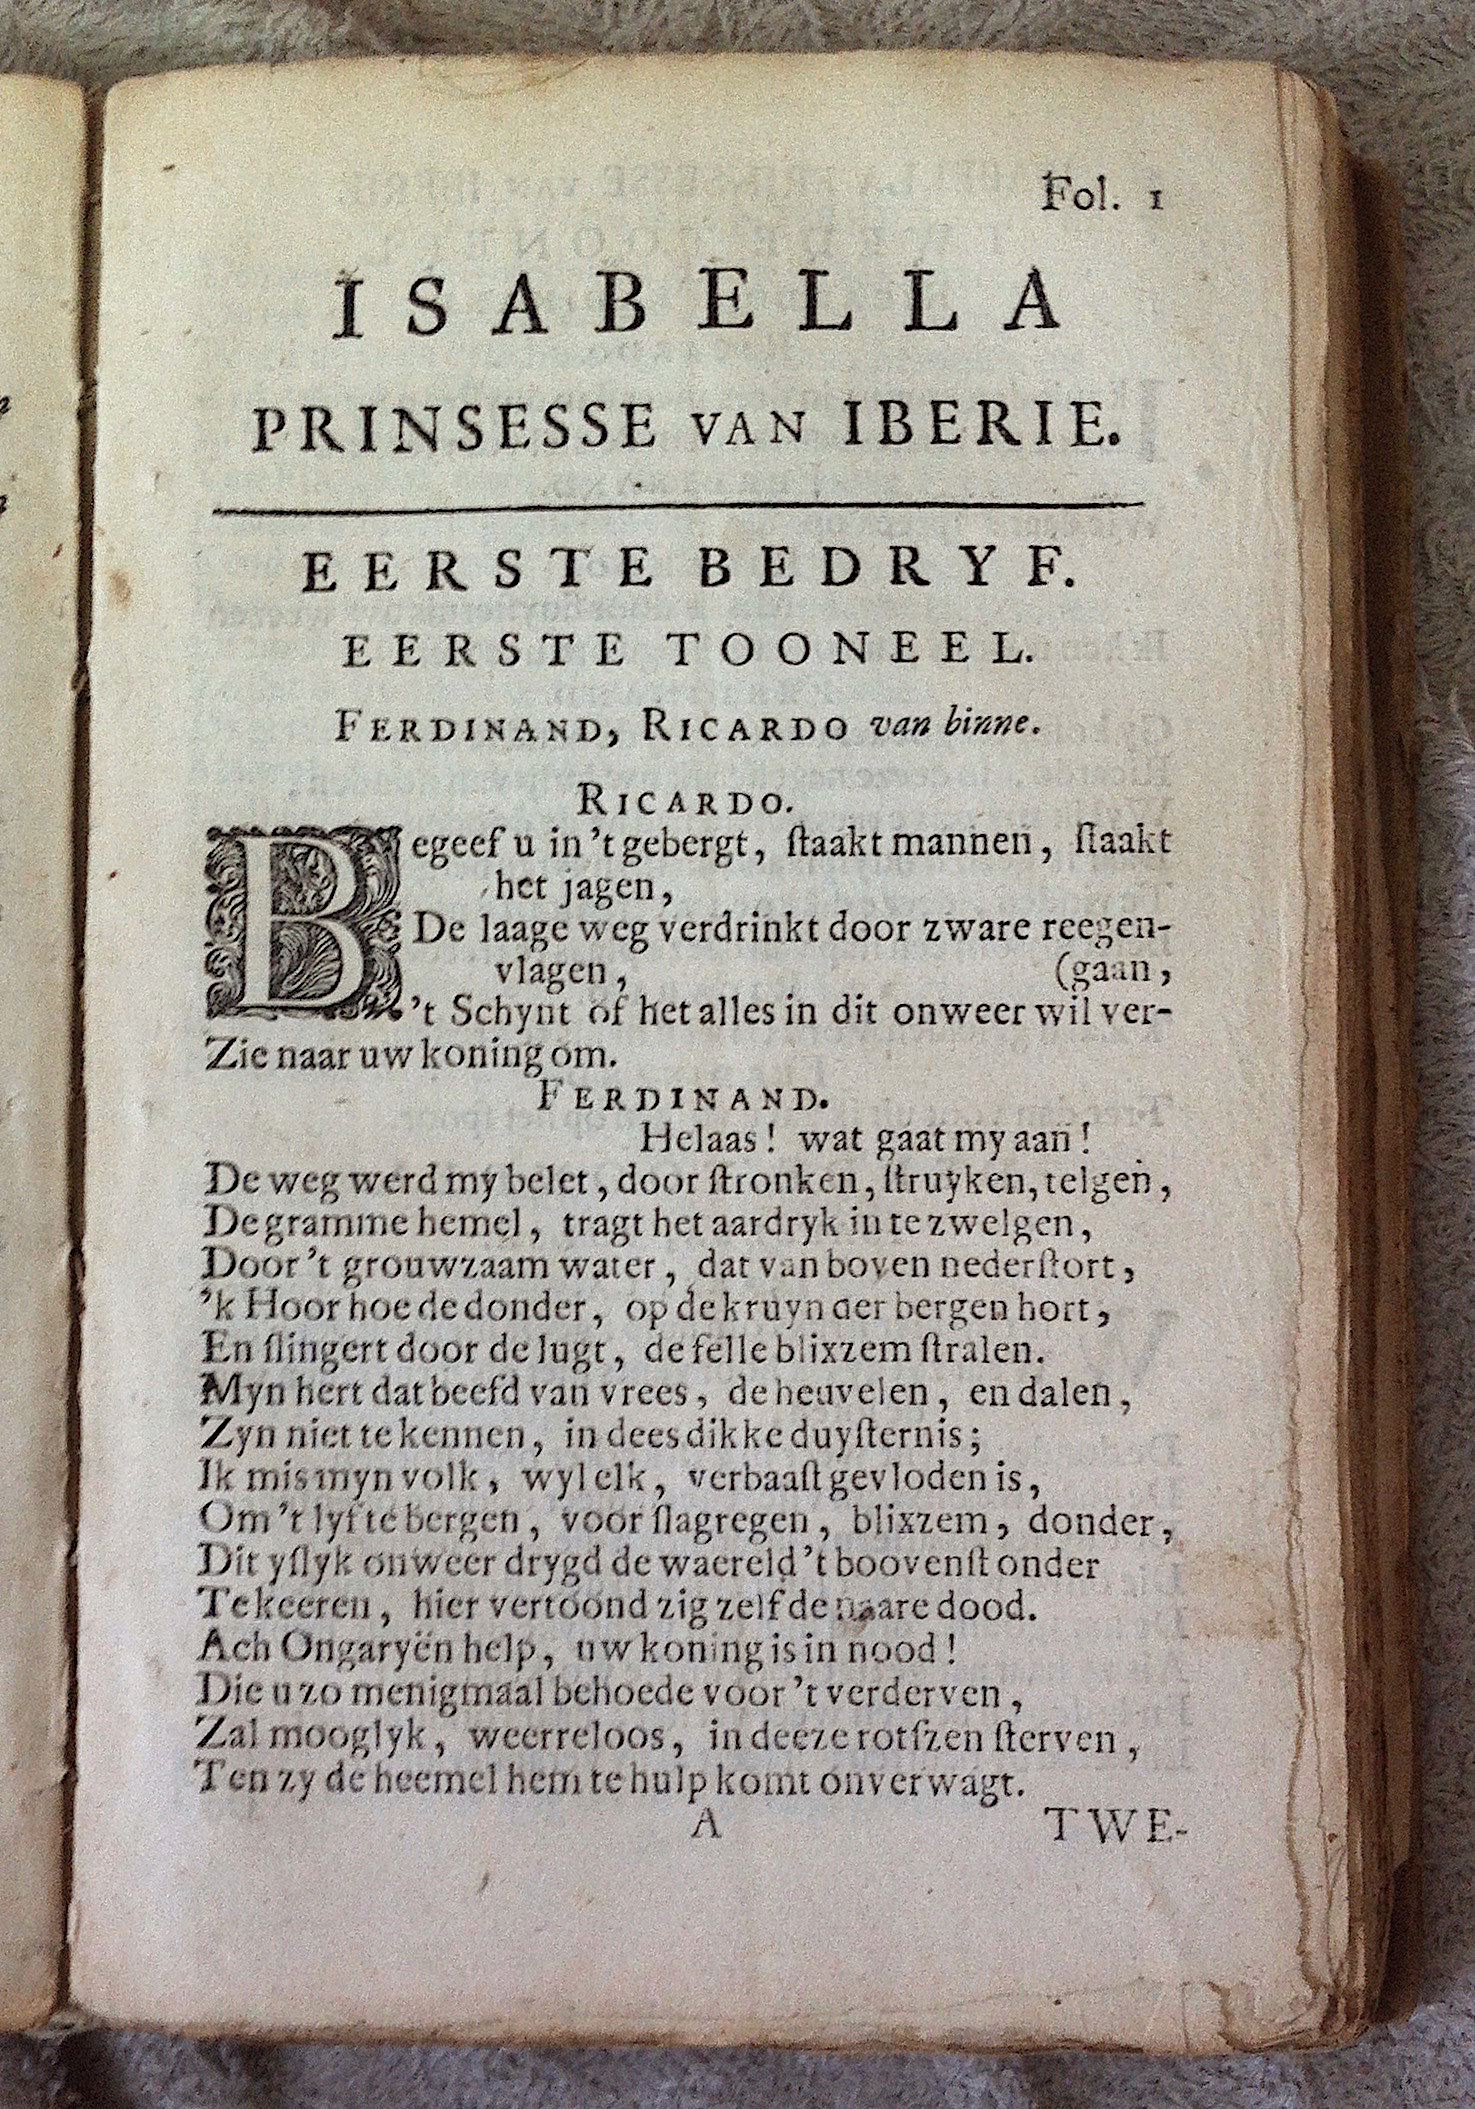 Fol. 1
ISABELLA
PRINSESSE VAN IBERIE.
EERSTE BEDRYF.
EERSTE TOONEEL.
FERDINAND, RICARDO van binne.
RICARDO.
Begeef u in 't gebergt, ſtaakt mannen, ſtaakt
het jagen,
De laage weg verdrinkt door zware reegen-
vlagen, (gaan,
't Schynt of het alles in dit onweer wil ver-
Zie naar uw koning om.
FERDINAND.
Helaas! wat gaat my aan!
De weg werd my belet, door ſtronken, ſtruyken, telgen,
De gramme hemel, tragt het aardryk in te zwelgen,
Door 't grouwzaam water, dat van boven nederſtort,
'k Hoor hoe de donder, op de kruyn der bergen hort,
En ſlingert door de lugt, de felle blixzem ſtralen.
Myn hert dat beefd van vrees, de heuvelen, en dalen,
Zyn niet te kennen, in dees dikke duyſternis;
Ik mis myn volk, wyl elk, verbaaſt gevloden is,
Om 't lyf te bergen, voor ſlagregen, blixzem, donder,
Dit yſlyk onweer drygd de waereld 't boovenſt onder
Te keeren, hier vertoond zig zelf de naare dood.
Ach Ongaryën help, uw koning is in nood!
Die u zo menigmaal behoede voor 't verderven,
Zal mooglyk, weerreloos, in deeze rotſzen ſterven,
Ten zy de heemel hem te hulp komt onverwagt.
A TWE-